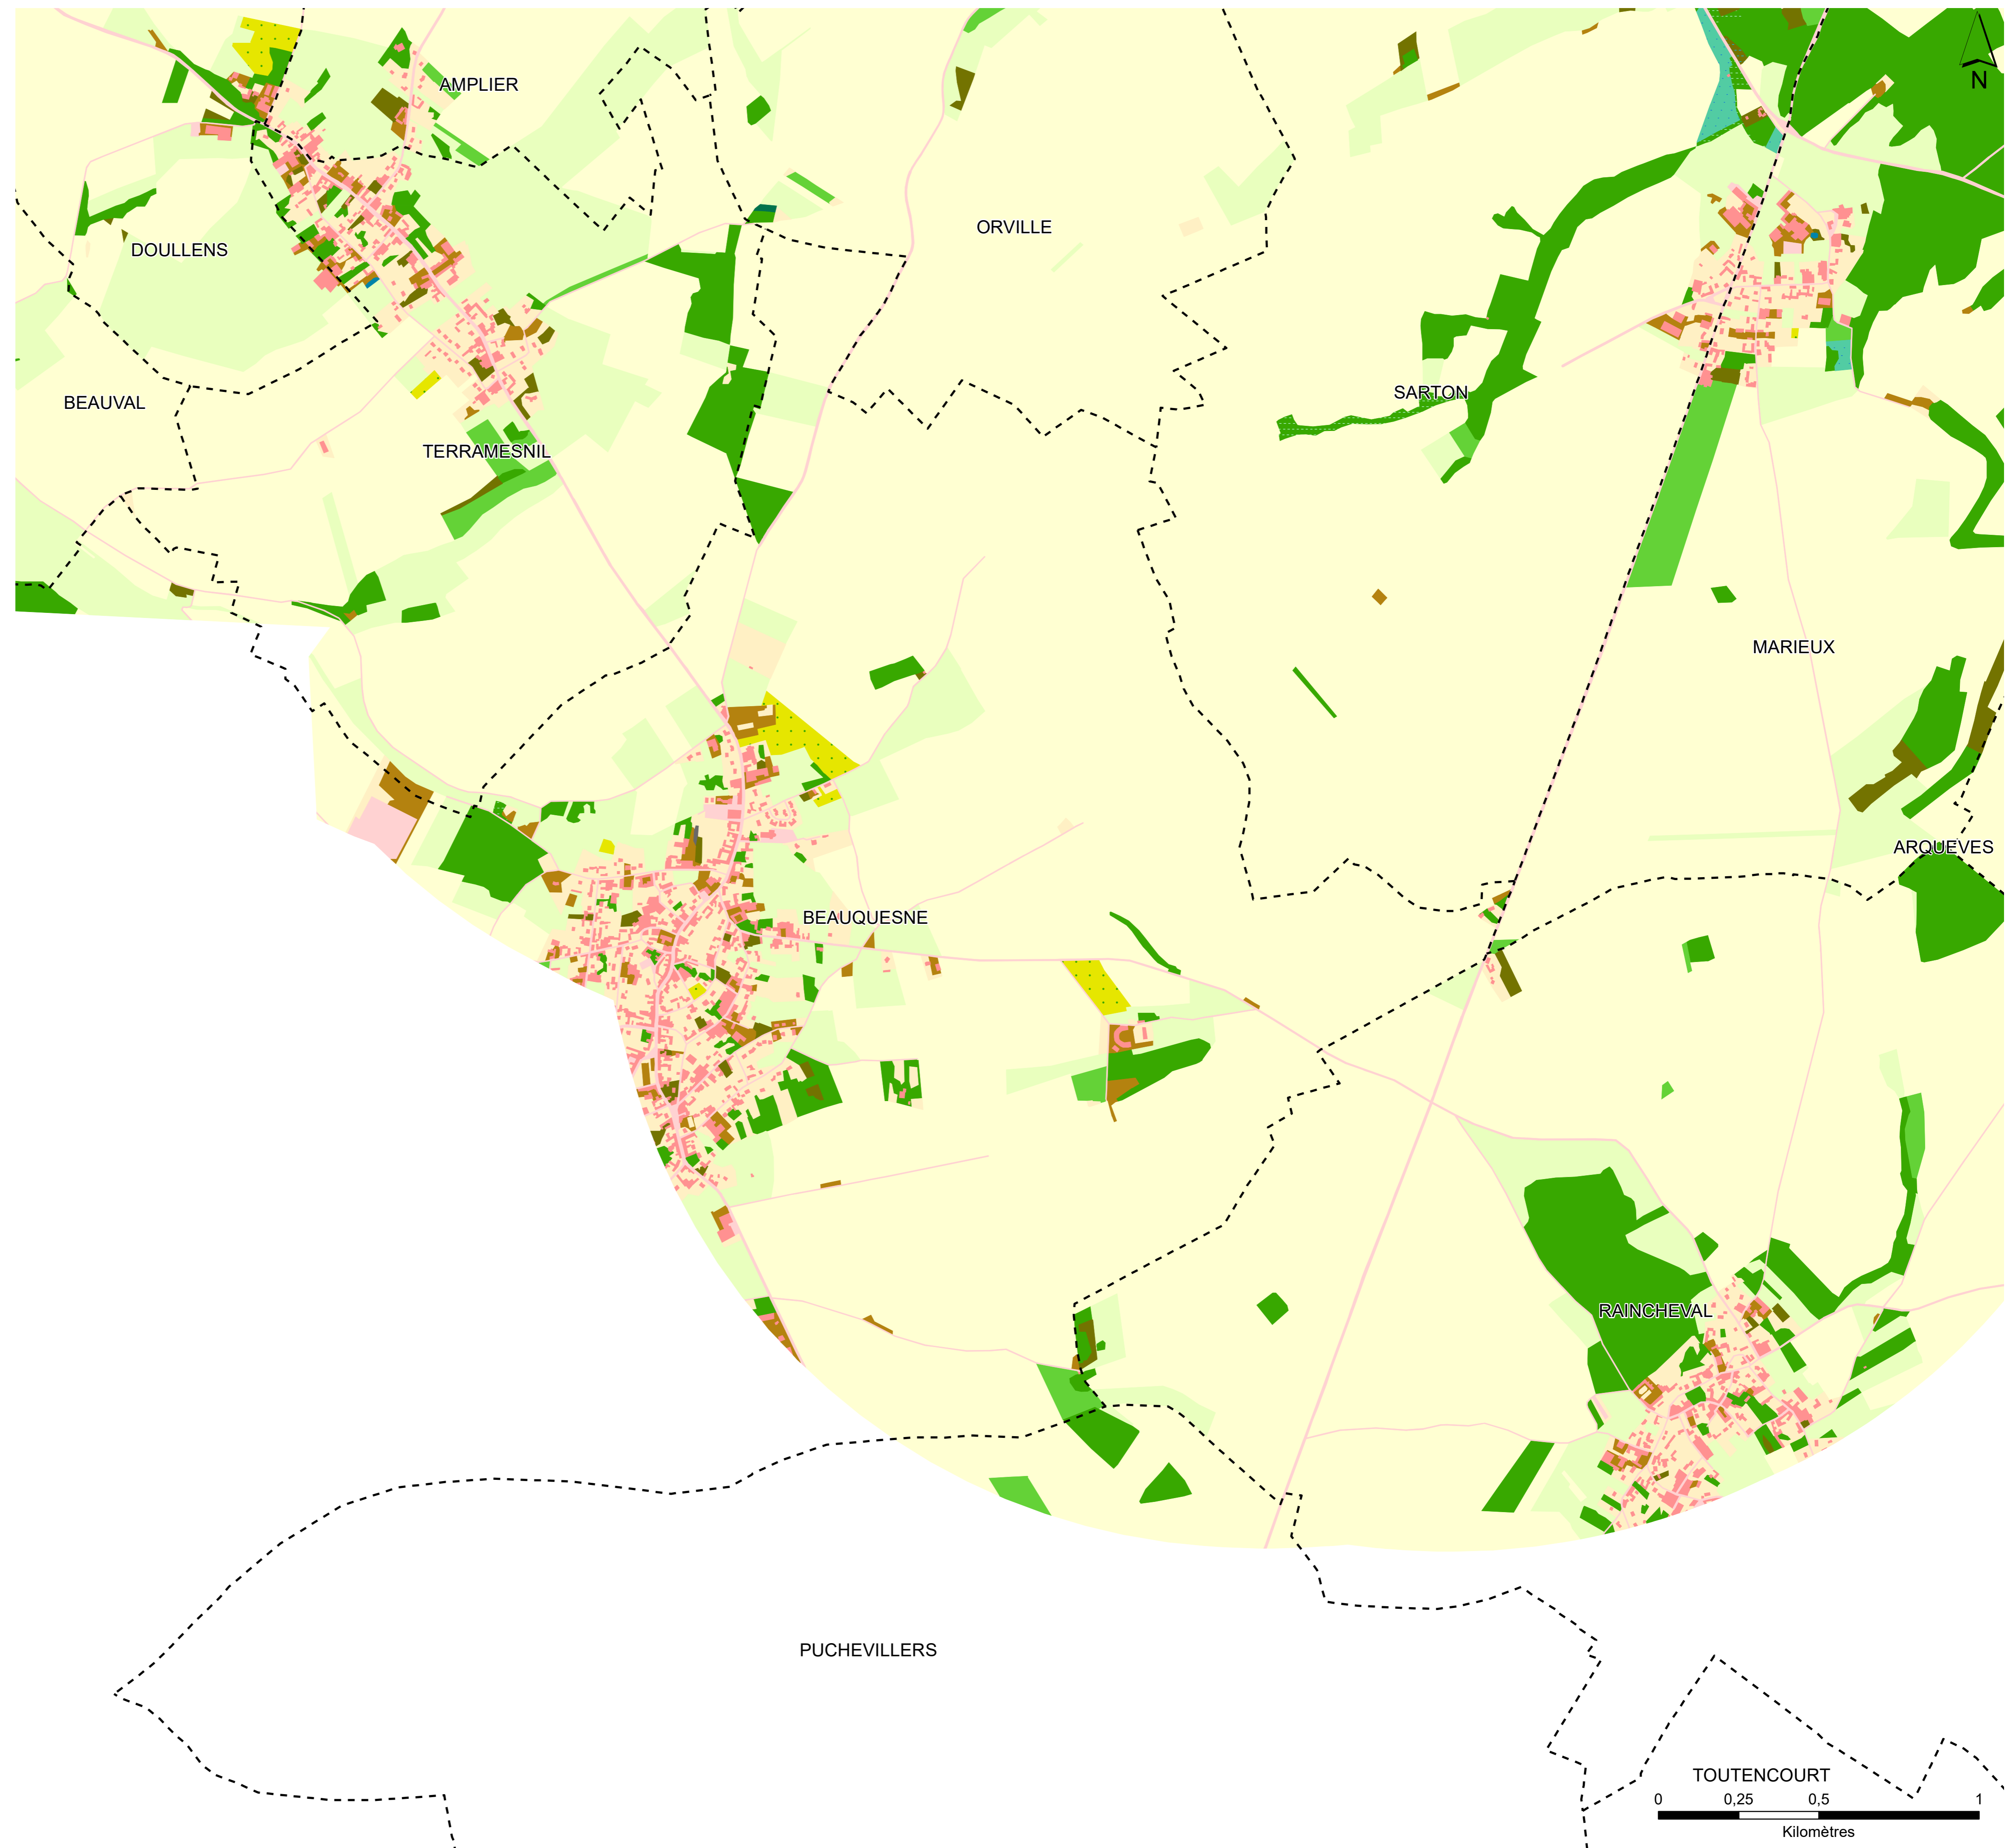 AMPLIER
N
ORVILLE
DOULLENS
SARTON
BEAUVAL
TERRAMESNIL
MARIEUX
ARQUEVES
BEAUQUESNE
RAINCHEVAL
PUCHEVILLERS
TOUTENCOURT
0 0,25 0,5 1
Kilomètres